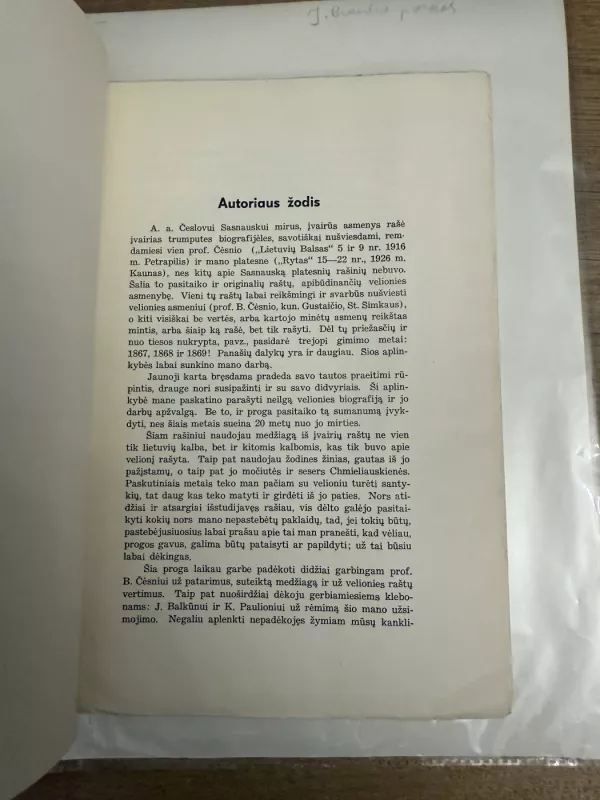 J.
Autoriaus žodis
A. a. Česlovui Sasnauskui mirus, įvairūs asmenys rašė
įvairias trumputes biografijėles, savotiškai nušviesdami, rem-
damiesi vien prof. Čėsnio („Lietuvių Balsas" 5 ir 9 nr. 1916
m. Petrapilis) ir mano platesne („Rytas" 15—22 nr., 1926 m.
Kaunas), nes kitų apie Sasnauską platesnių rašinių nebuvo.
Šalia to pasitaiko ir originalių raštų, apibūdinančių velionies
asmenybę. Vieni tų raštų labai reikšmingi ir svarbūs nušviesti
velionies asmeniui (prof. B. Čėsnio, kun. Gustaičio, St. Šimkaus),
o kiti visiškai be vertės, arba kartojo minėtų asmenų reikštas
mintis, arba šiaip ką rašė, bet tik rašyti. Dėl tų priežasčių ir
nuo tiesos nukrypta, pavz., pasidarė trejopi gimimo metai:
1867, 1868 ir 1869! Panašių dalykų yra ir daugiau. Šios aplin-
kybės labai sunkino mano darbą.
Jaunoji karta bręsdama pradeda savo tautos praeitimi rū-
pintis, drauge nori susipažinti ir su savo didvyriais. Ši aplin-
kybė mane paskatino parašyti neilgą velionies biografiją ir jo
darbų apžvalgą. Be to, ir proga pasitaiko tą sumanymą įvyk-
dyti, nes šiais metais sueina 20 metų nuo jo mirties.
Šiam rašiniui naudojau medžiagą iš įvairių raštų ne vien
tik lietuvių kalba, bet ir kitomis kalbomis, kas tik buvo apie
velionį rašyta. Taip pat naudojau žodines žinias, gautas iš jo
pažįstamų, o taip pat jo močiutės ir sesers Chmieliauskienės.
Paskutiniais metais teko man pačiam su velioniu turėti santy-
kių, tat daug kas teko matyti ir girdėti iš jo paties. Nors ati-
džiai ir atsargiai išstudijavęs rašiau, vis dėlto galėjo pasitai-
kyti kokių nors mano nepastebėtų paklaidų, tad, jei tokių būtų,
pastebėjusiuosius labai prašau apie tai man pranešti, kad vėliau,
progos gavus, galima būtų pataisyti ar papildyti; už tai būsiu
labai dėkingas.
Šia proga laikau garbe padėkoti didžiai garbingam prof.
B. Čėsniui už patarimus, suteiktą medžiagą ir už velionies raštų
vertimus. Taip pat nuoširdžiai dėkoju gerbiamiesiems klebo-
nams: J. Balkūnui ir K. Paulioniui už rėmimą šio mano užsi-
mojimo. Negaliu aplenkti nepadėkojęs žymiam mūsų kankli-